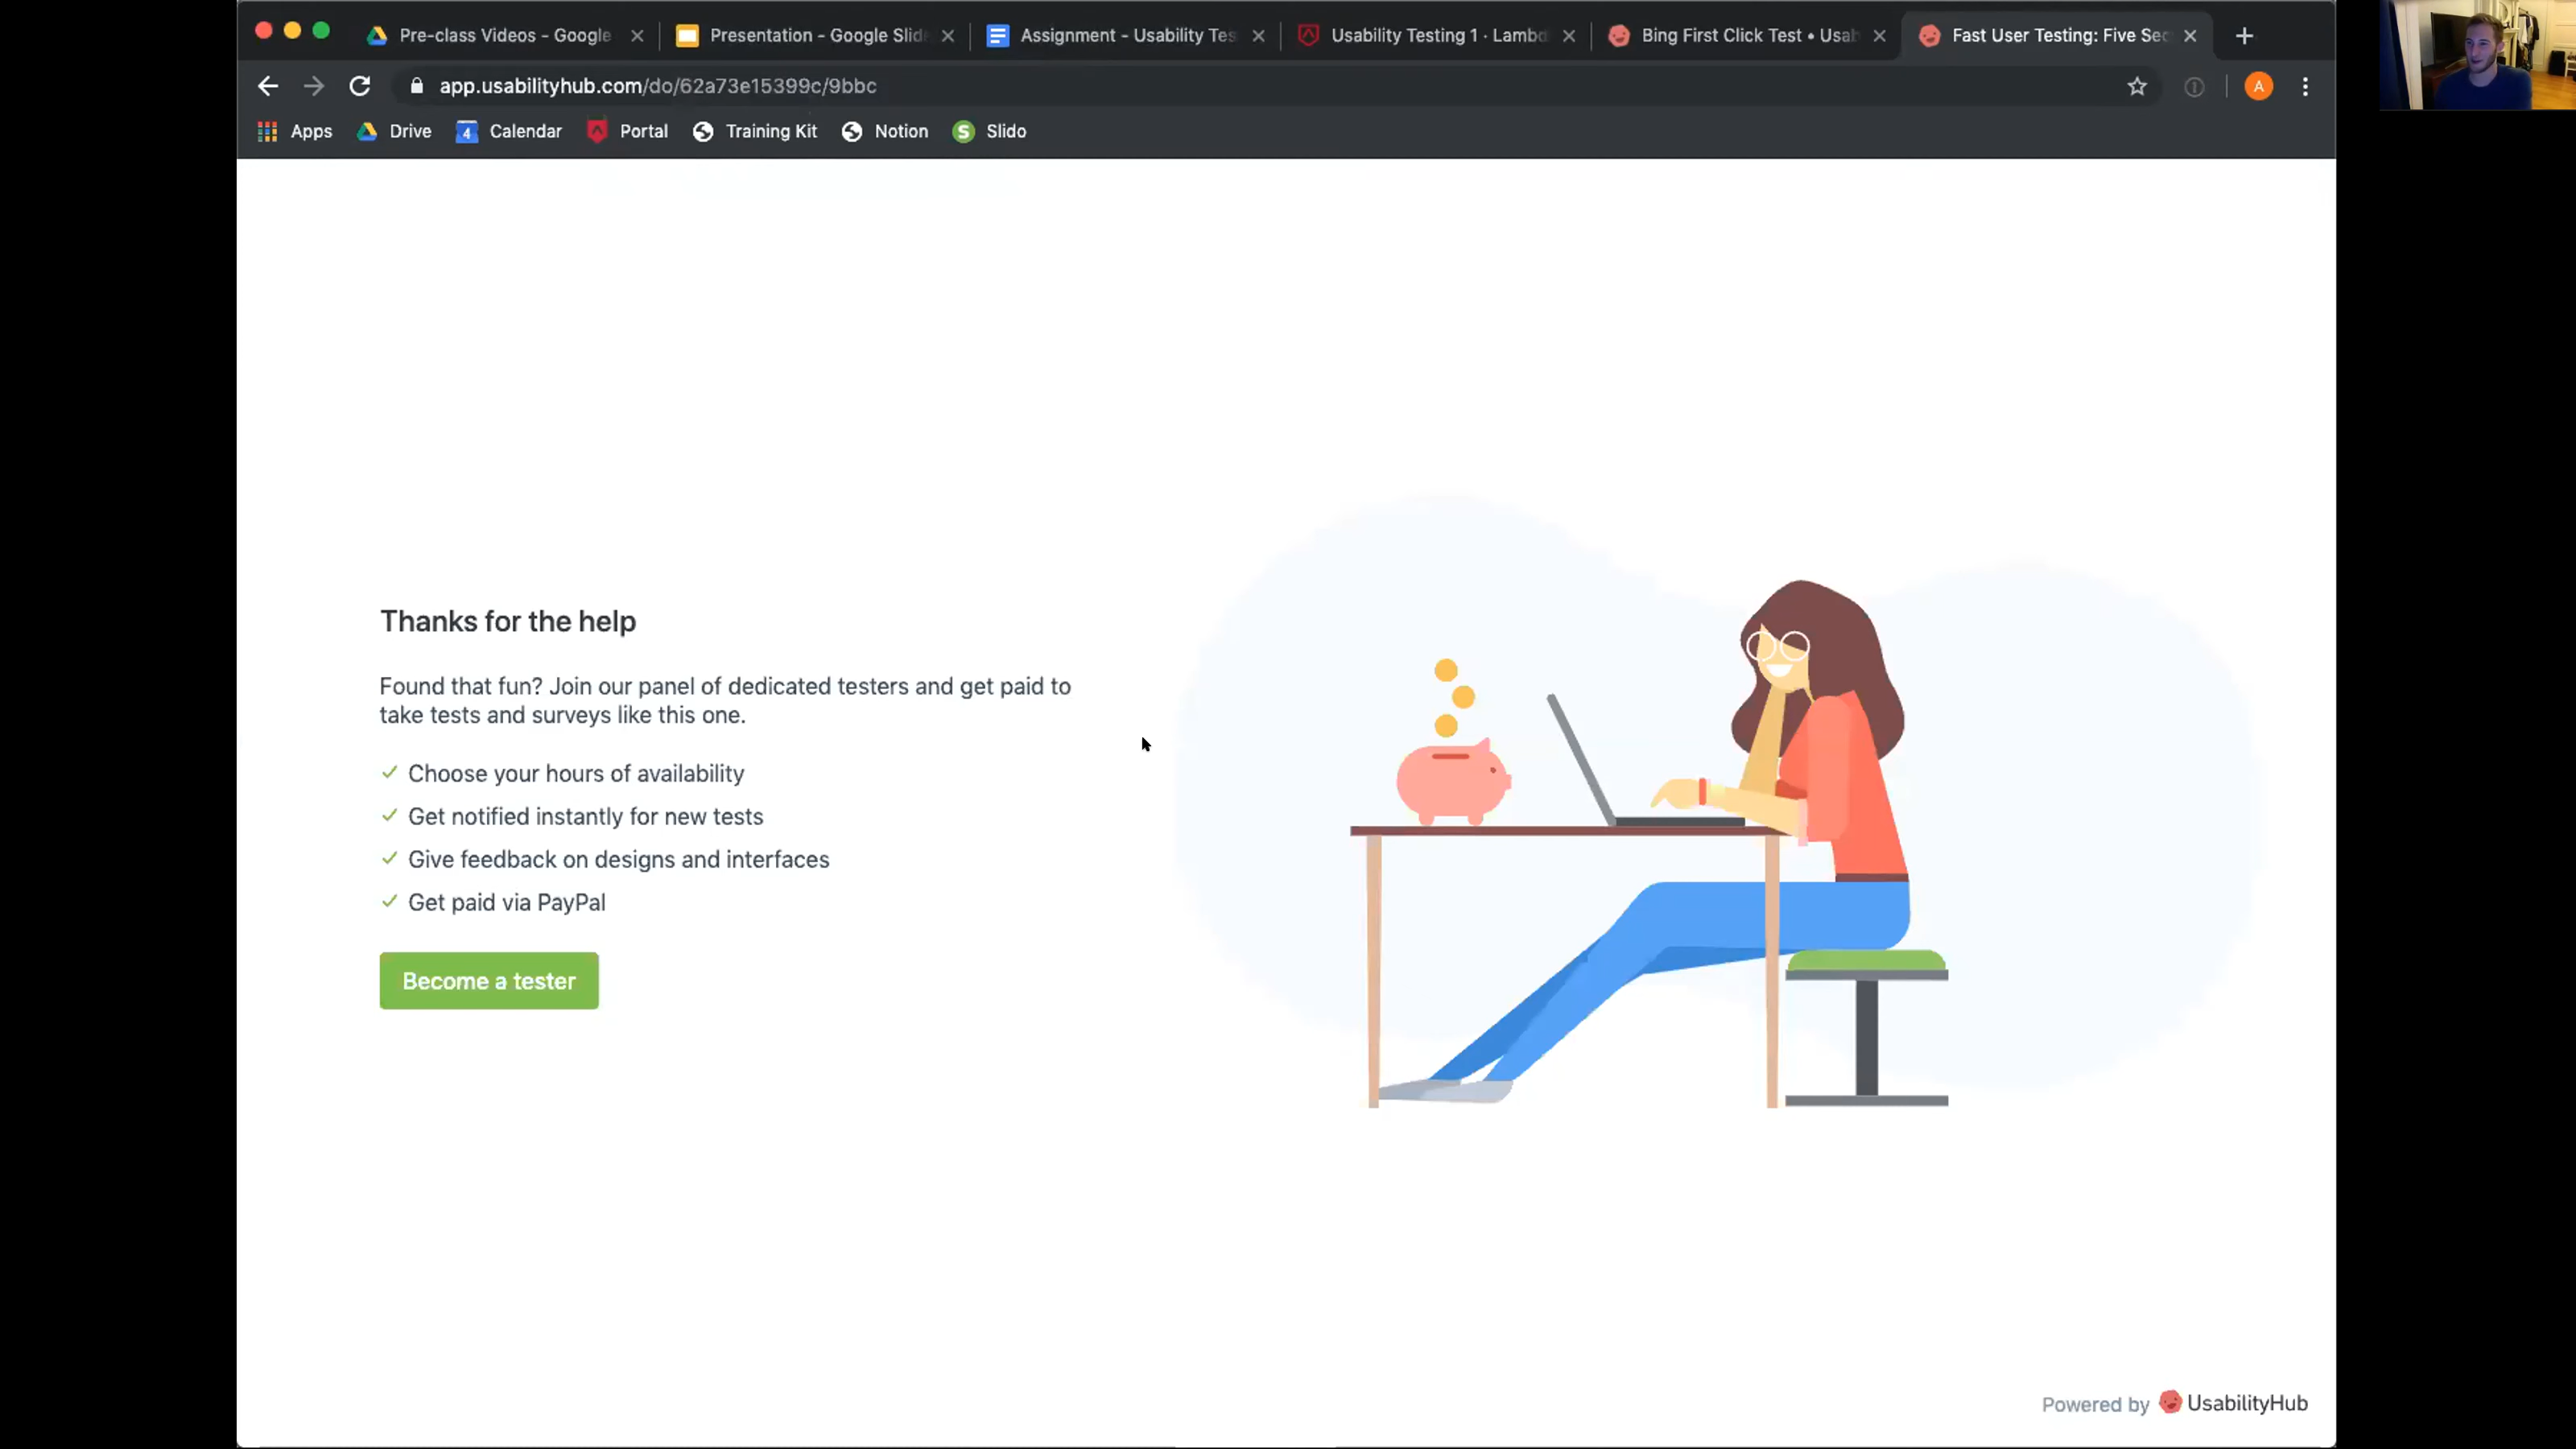 Pre-class Videos - Google
Presentation - Google Slid
Assignment - Usability Tes
Usability Testing 1 · Lambd
Bing First Click Test • Usab
Fast User Testing: Five Sec
app.usabilityhub.com/do/62a73e15399c/9bbc
A
Apps
4
Calendar
Drive
Portal
Training Kit
Notion
S
Slido
Thanks for the help
Found that fun? Join our panel of dedicated testers and get paid to
take tests and surveys like this one.
Choose your hours of availability
Get notified instantly for new tests
Give feedback on designs and interfaces
Get paid via PayPal
Become a tester
Powered by UsabilityHub